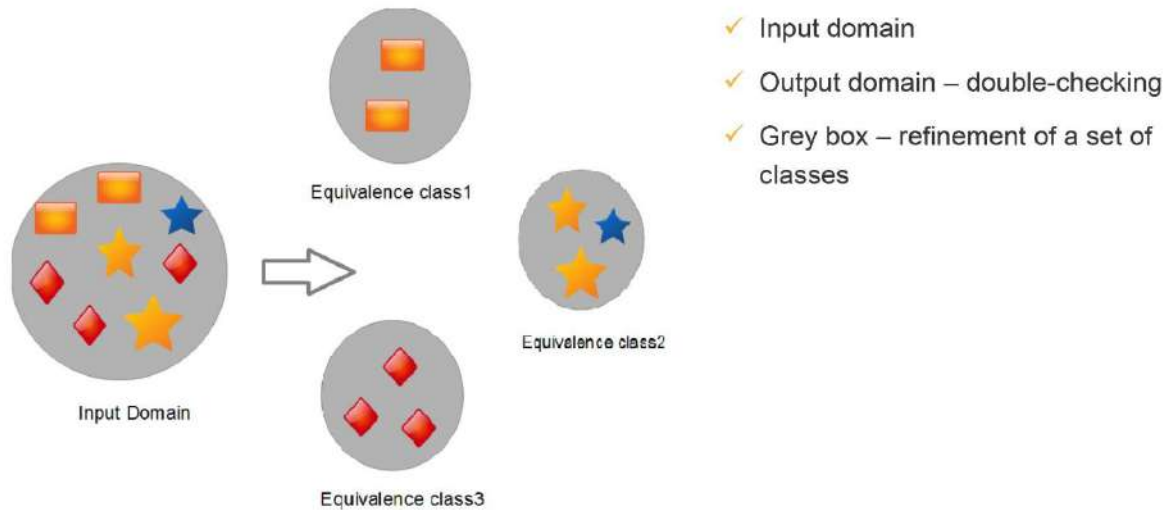 Input domain
Output domain – double-checking
Grey box – refinement of a set of
classes
Equivalence class1
Equivalence class2
Input Domain
Equivalence class3